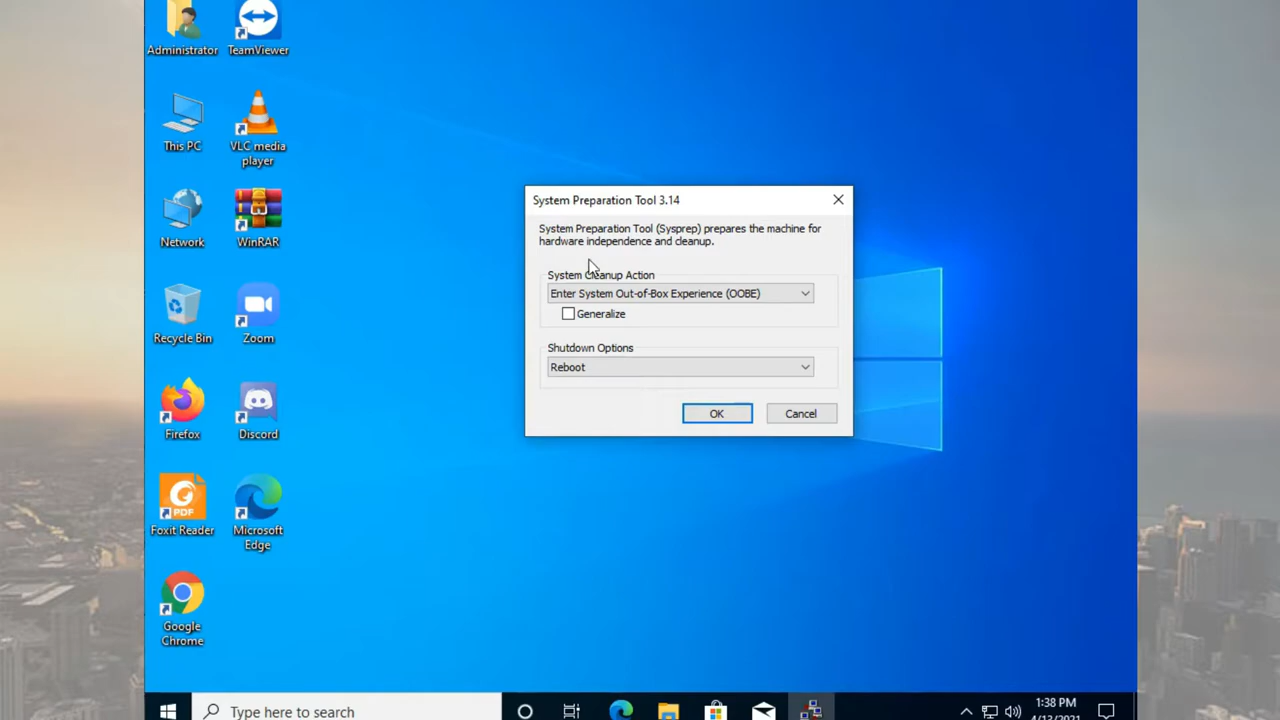 Administrator
TeamViewer
This PC
VLC media
player
Network
WinRAR
Recycle Bin
Zoom
Firefox
Discord
PDF
Foxit Reader
Microsoft
Edge
Google
Chrome
System Preparation Tool 3.14
System Preparation Tool (Sysprep) prepares the machine for
hardware independence and cleanup.
System Cleanup Action
Enter System Out-of-Box Experience (OOBE)
Generalize
Shutdown Options
Reboot
OK
Cancel
Type here to search
1:38 PM
4/13/2021